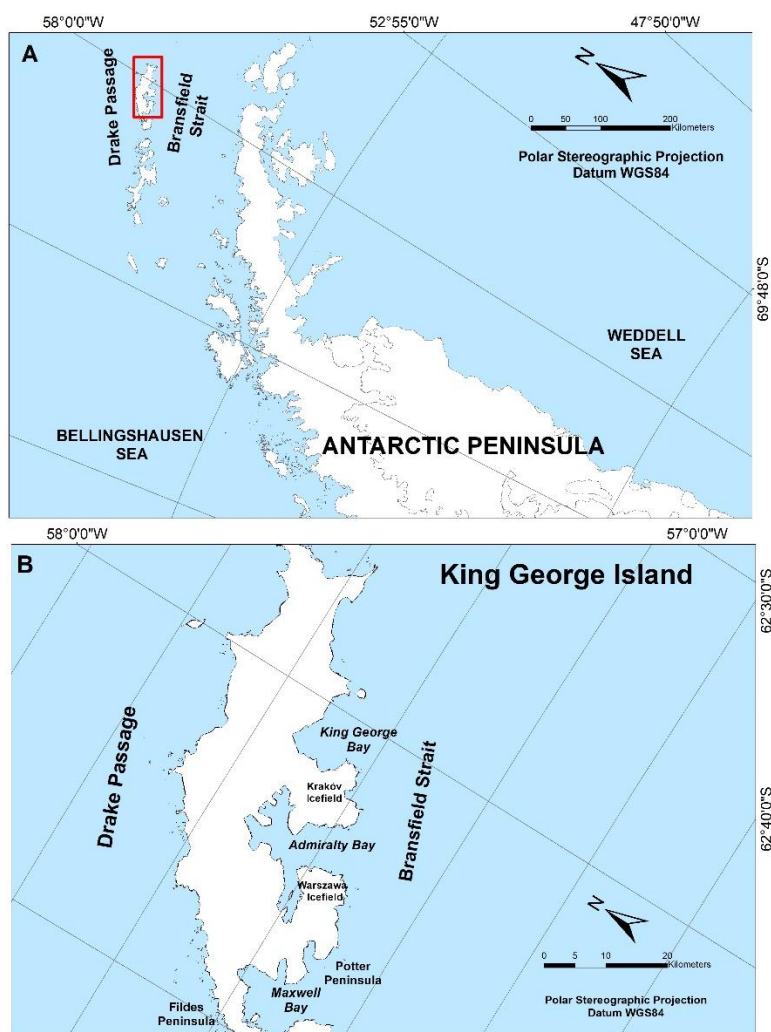 58°0'0"W
52°55'0"W
47°50'0"W
A
Drake Passage
Bransfield
Strait
N
0 50 100 200
Kilometers
Polar Stereographic Projection
Datum WGS84
69°48'0"S
WEDDELL
SEA
BELLINGSHAUSEN
SEA
ANTARCTIC PENINSULA
58°0'0"W
57°0'0"W
B
King George Island
62°30'0"S
Drake Passage
King George
Bay
Kraków
Icefield
Bransfield Strait
Admiralty Bay
62°40'0"S
Warszawa
Icefield
N
0 5 10 20
Kilometers
Potter
Peninsula
Maxwell
Bay
Fildes
Peninsula
Polar Stereographic Projection
Datum WGS84